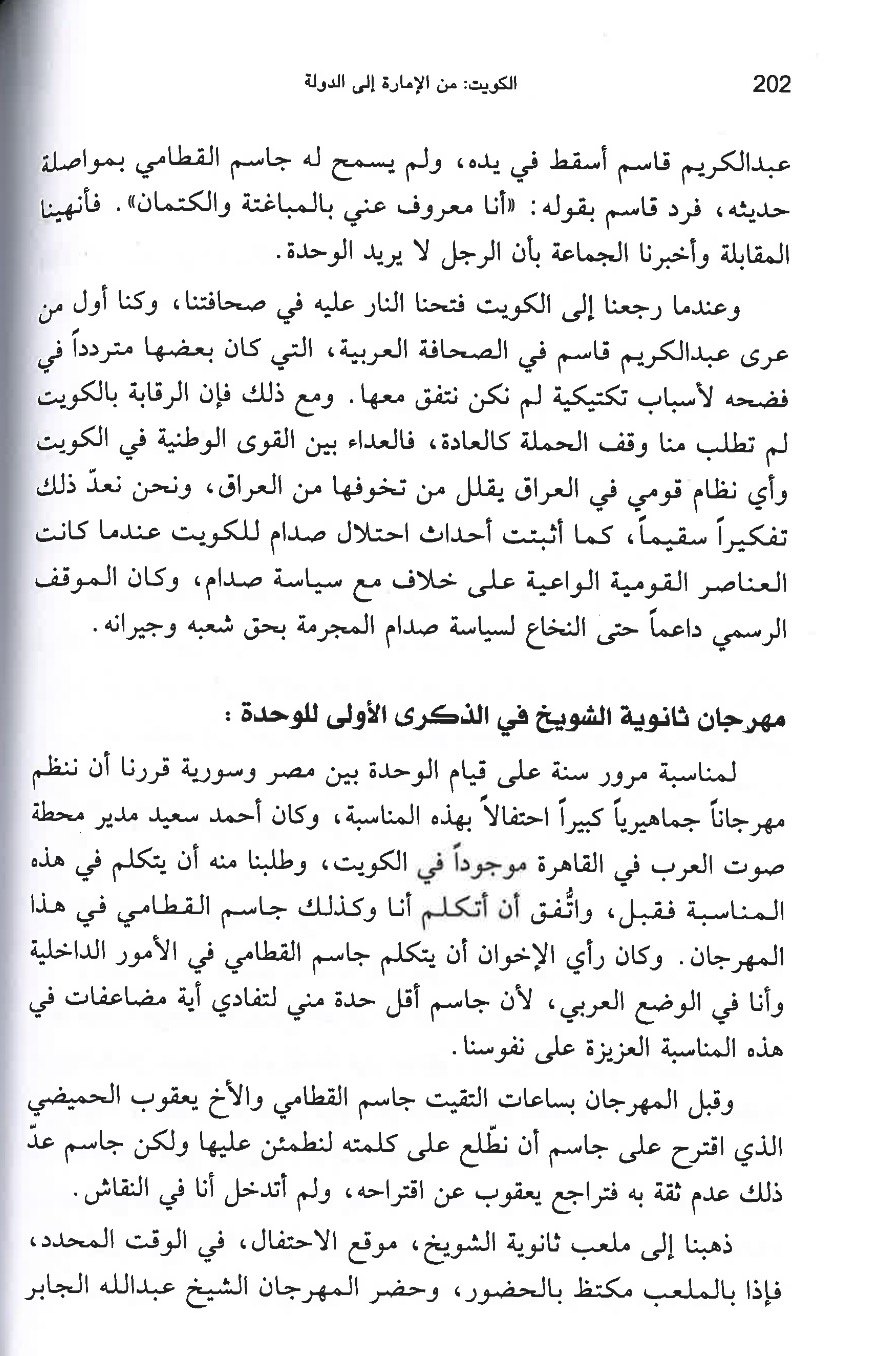 202
الكويت: من الإمارة إلى الدولة
عبدالكريم قاسم أسقط في يده، ولم يسمح له جاسم القطامي بمواصلة
حديثه، فرد قاسم بقوله: «أنا معروف عني بالمباغتة والكتمان». فأنهينا
المقابلة وأخبرنا الجماعة بأن الرجل لا يريد الوحدة.
وعندما رجعنا إلى الكويت فتحنا النار عليه في صحافتنا، وكنا أول من
عرى عبدالكريم قاسم في الصحافة العربية، التي كان بعضها متردداً في
فضحه لأسباب تكتيكية لم نكن نتفق معها. ومع ذلك فإن الرقابة بالكويت
لم تطلب منا وقف الحملة كالعادة، فالعداء بين القوى الوطنية في الكويت
وأي نظام قومي في العراق يقلل من تخوفها من العراق، ونحن نعدّ ذلك
تفكيراً سقيماً، كما أثبتت أحداث احتلال صدام للكويت عندما كانت
العناصر القومية الواعية على خلاف مع سياسة صدام، وكان الموقف
الرسمي داعماً حتى النخاع لسياسة صدام المجرمة بحق شعبه وجيرانه.
مهرجان ثانوية الشويخ في الذكرى الأولى للوحدة :
لمناسبة مرور سنة على قيام الوحدة بين مصر وسورية قررنا أن ننظم
مهرجاناً جماهيرياً كبيراً احتفالاً بهذه المناسبة، وكان أحمد سعيد مدير محطة
صوت العرب في القاهرة موجوداً في الكويت، وطلبنا منه أن يتكلم في هذه
المناسبة فقبل، واتُّفق أن أتكلم أنا وكذلك جاسم القطامي في هذا
المهرجان. وكان رأي الإخوان أن يتكلم جاسم القطامي في الأمور الداخلية
وأنا في الوضع العربي، لأن جاسم أقل حدة مني لتفادي أية مضاعفات في
هذه المناسبة العزيزة على نفوسنا.
وقبل المهرجان بساعات التقيت جاسم القطامي والأخ يعقوب الحميضي
الذي اقترح على جاسم أن نطّلع على كلمته لنطمئن عليها ولكن جاسم عدّ
ذلك عدم ثقة به فتراجع يعقوب عن اقتراحه، ولم أتدخل أنا في النقاش.
ذهبنا إلى ملعب ثانوية الشويخ، موقع الاحتفال، في الوقت المحدد،
فإذا بالملعب مكتظ بالحضور، وحضر المهرجان الشيخ عبدالله الجابر